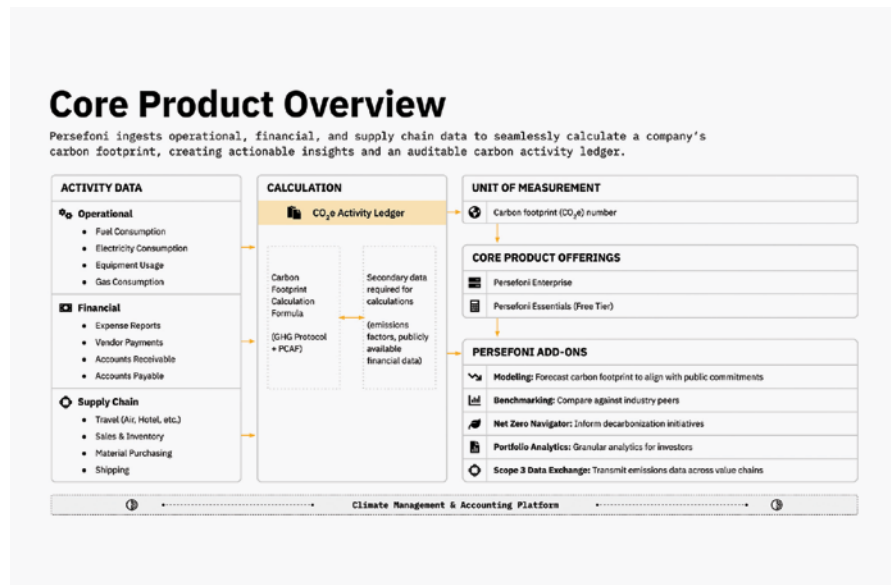 Core Product Overview
Persefoni ingests operational, financial, and supply chain data to seamlessly calculate a company's
carbon footprint, creating actionable insights and an auditable carbon activity ledger.
ACTIVITY DATA
Operational
• Fuel Consumption
• Electricity Consumption
• Equipment Usage
• Gas Consumption
Financial
• Expense Reports
• Vendor Payments
• Accounts Receivable
• Accounts Payable
Supply Chain
• Travel (Air, Hotel, etc.)
• Sales & Inventory
• Material Purchasing
• Shipping
CALCULATION
CO₂e Activity Ledger
Carbon
Footprint
Calculation
Formula
(GHG Protocol
+ PCAF)
Secondary data
required for
calculations
(emissions
factors, publicly
available
financial data)
UNIT OF MEASUREMENT
Carbon footprint (CO₂e) number
CORE PRODUCT OFFERINGS
Persefoni Enterprise
Persefoni Essentials (Free Tier)
PERSEFONI ADD-ONS
Modeling: Forecast carbon footprint to align with public commitments
Benchmarking: Compare against industry peers
Net Zero Navigator: Inform decarbonization initiatives
Portfolio Analytics: Granular analytics for investors
Scope 3 Data Exchange: Transmit emissions data across value chains
Climate Management & Accounting Platform